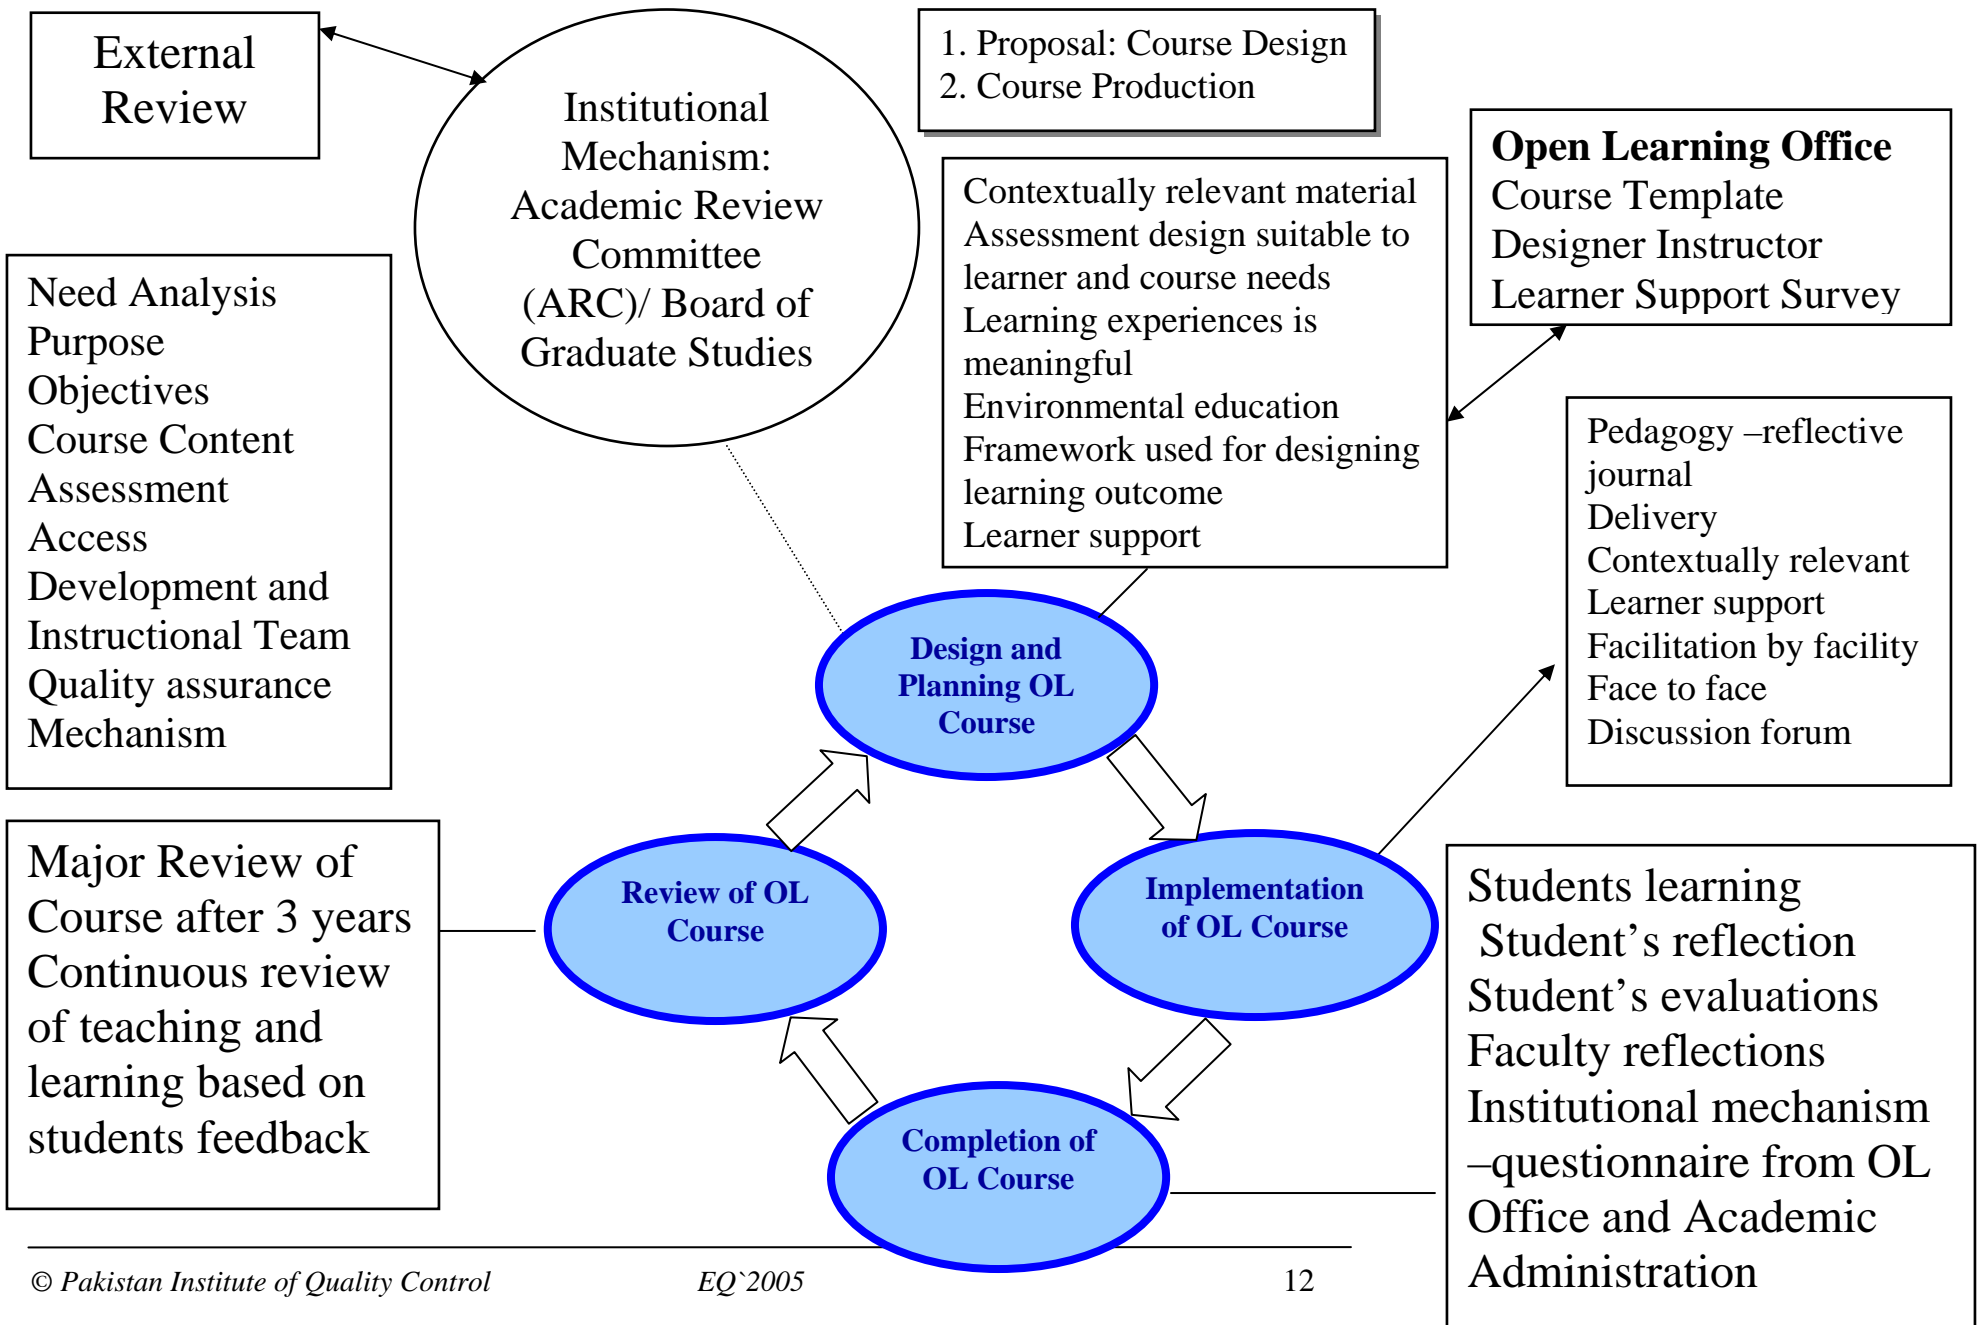 External
Review
Institutional
Mechanism:
Academic Review
Committee
(ARC)/ Board of
Graduate Studies
1. Proposal: Course Design
2. Course Production
Open Learning Office
Course Template
Designer Instructor
Learner Support Survey
Contextually relevant material
Assessment design suitable to
learner and course needs
Learning experiences is
meaningful
Environmental education
Framework used for designing
learning outcome
Learner support
Need Analysis
Purpose
Objectives
Course Content
Assessment
Access
Development and
Instructional Team
Quality assurance
Mechanism
Pedagogy –reflective
journal
Delivery
Contextually relevant
Learner support
Facilitation by facility
Face to face
Discussion forum
Design and
Planning OL
Course
Major Review of
Course after 3 years
Continuous review
of teaching and
learning based on
students feedback
Review of OL
Course
Implementation
of OL Course
Students learning
Student’s reflection
Student’s evaluations
Faculty reflections
Institutional mechanism
–questionnaire from OL
Office and Academic
Administration
Completion of
OL Course
© Pakistan Institute of Quality Control EQ`2005 12